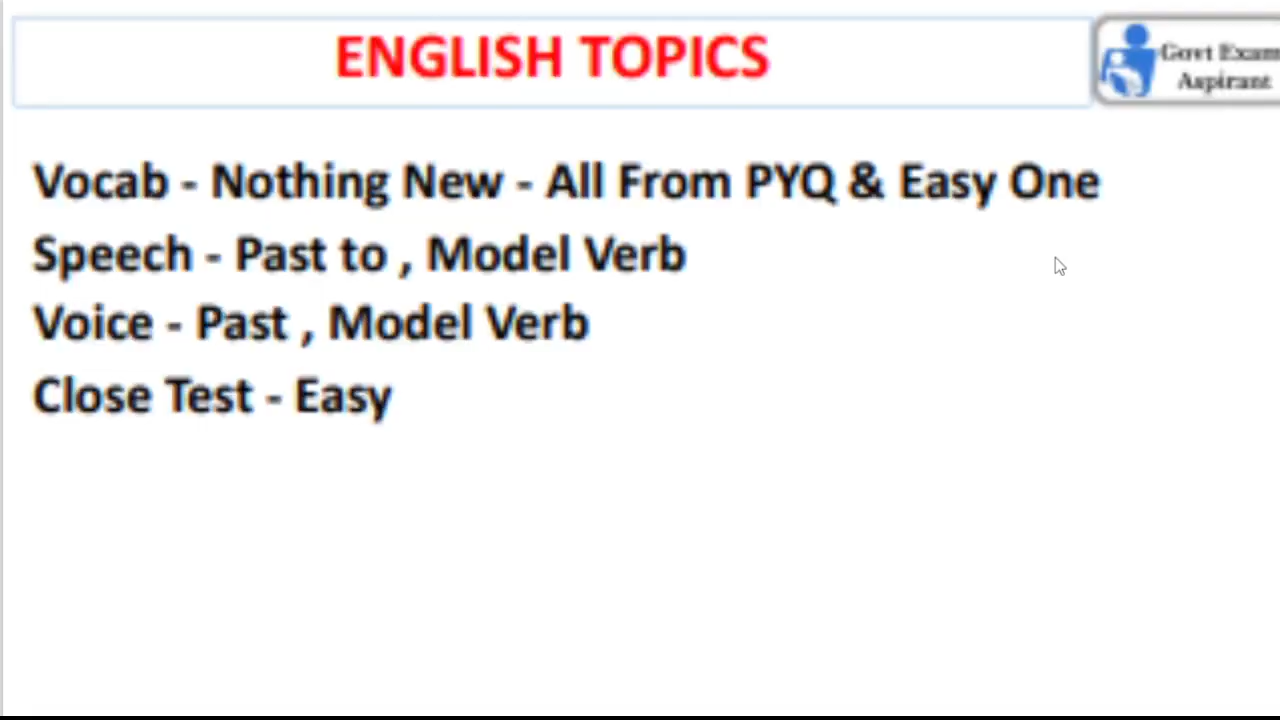 ENGLISH TOPICS
Govt Exam
Aspirant
Vocab - Nothing New - All From PYQ & Easy One
Speech - Past to , Model Verb
Voice - Past , Model Verb
Close Test - Easy